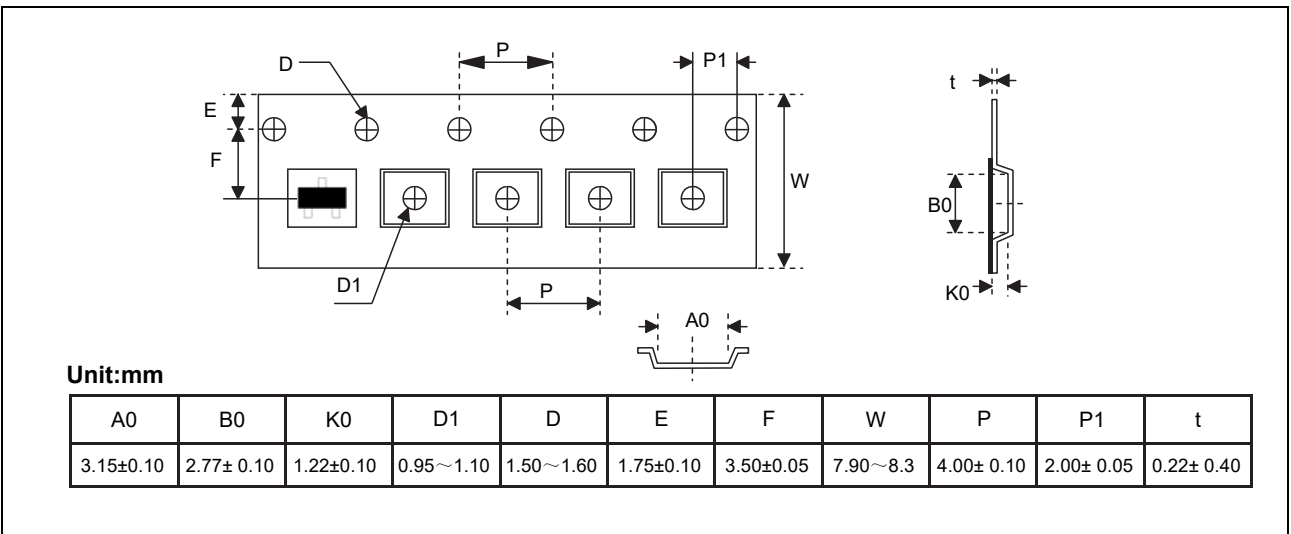 P
P1
D
t
E
F
W
B0
D1
P
K0
A0
Unit:mm
A0 B0 K0 D1 D E F W P P1 t
3.15±0.10 2.77± 0.10 1.22±0.10 0.95～1.10 1.50～1.60 1.75±0.10 3.50±0.05 7.90～8.3 4.00± 0.10 2.00± 0.05 0.22± 0.40